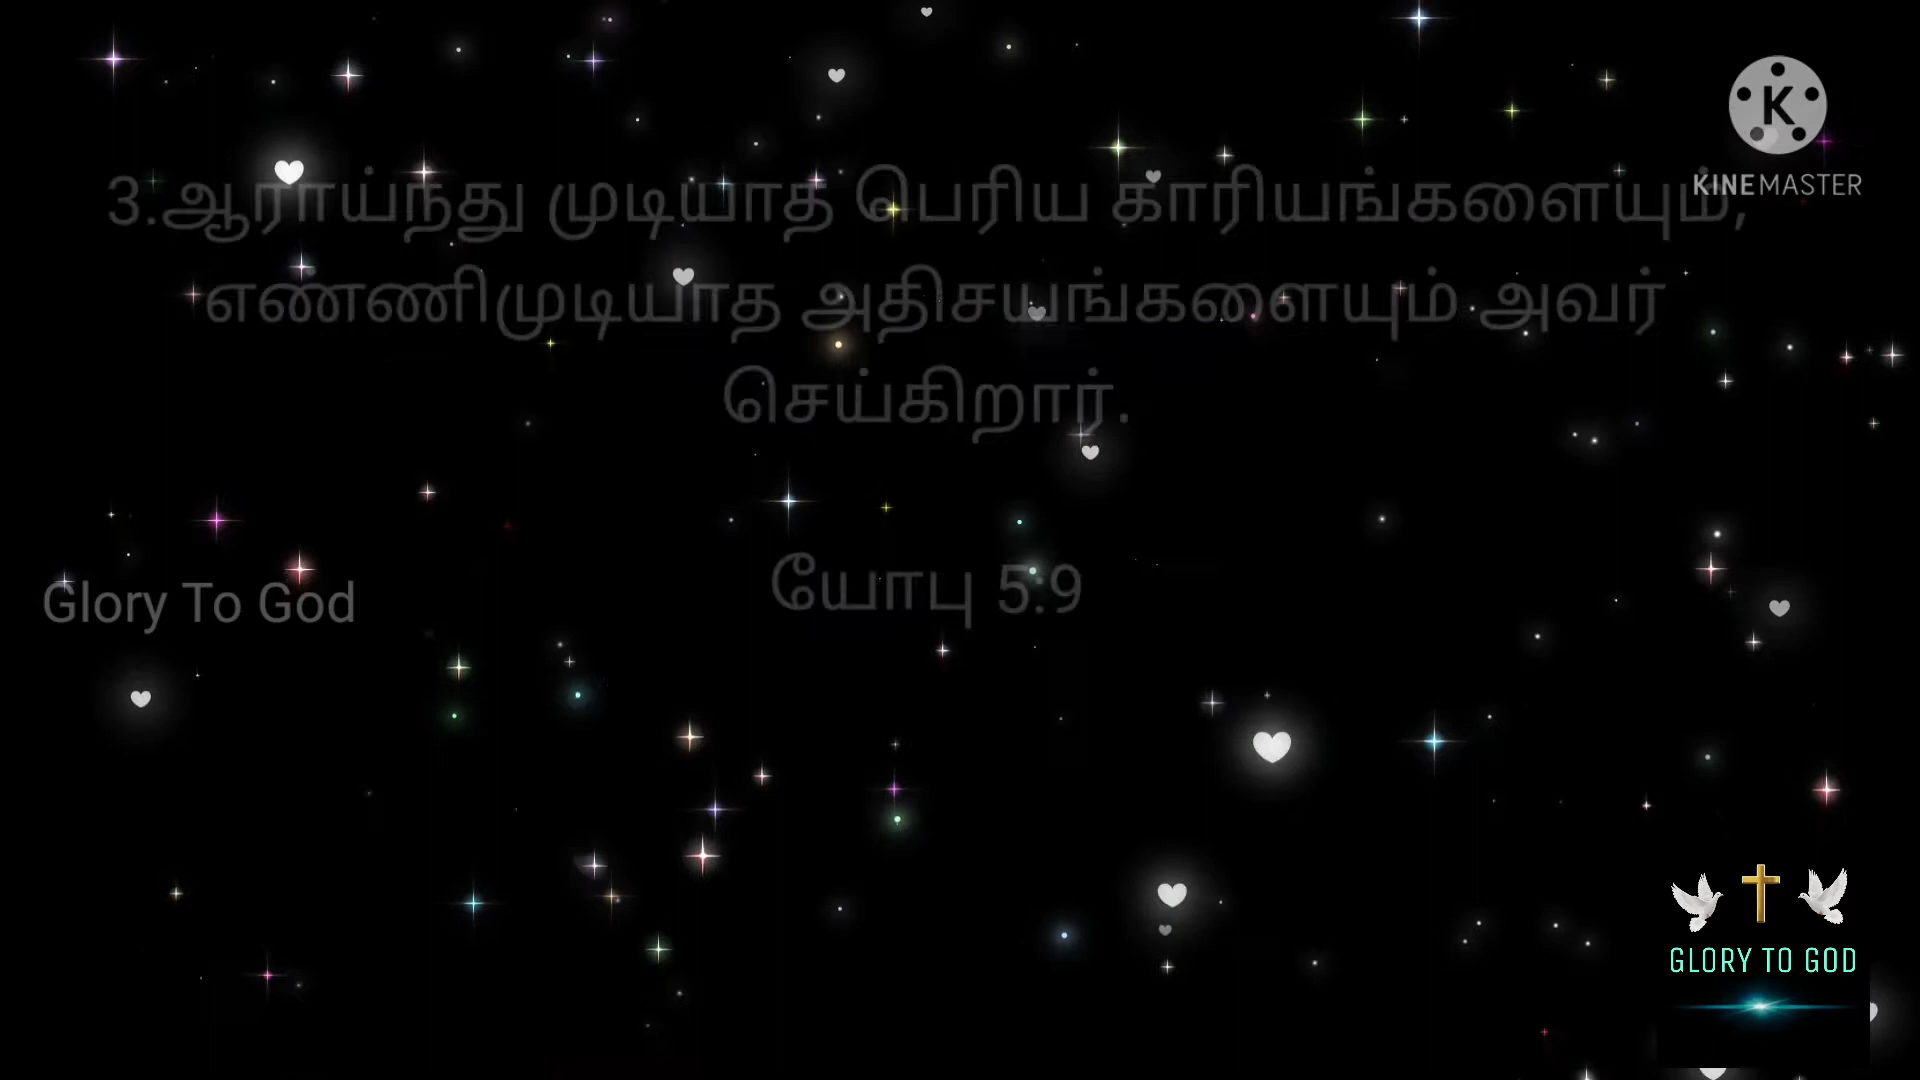 K
KINEMASTER
3.ஆராய்ந்து முடியாத பெரிய காரியங்களையும்,
எண்ணிமுடியாத அதிசயங்களையும் அவர்
செய்கிறார்.
யோபு 5.9
Glory To God
GLORY TO GOD